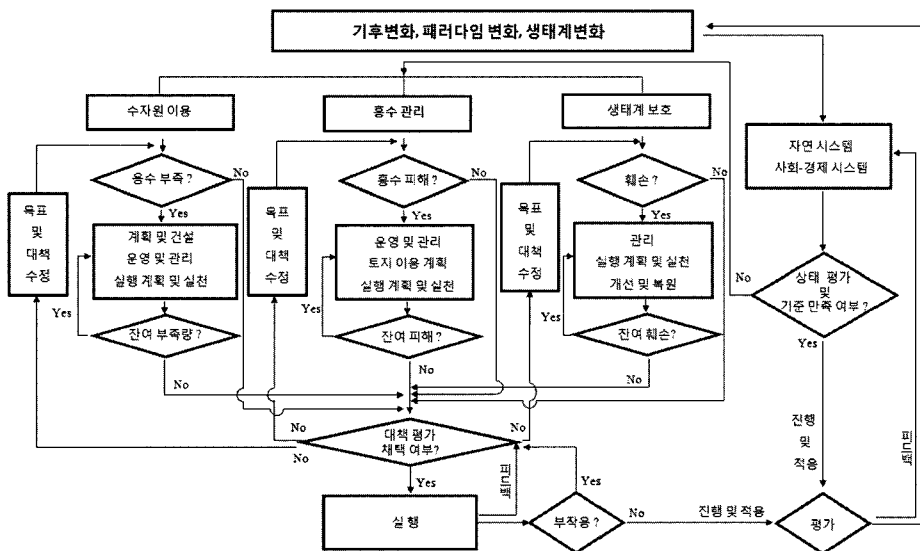 기후변화, 패러다임 변화, 생태계변화
수자원 이용
홍수 관리
생태계 보호
자연 시스템
사회-경제 시스템
용수 부족?
No
Yes
홍수 피해?
No
Yes
훼손?
No
Yes
목표
및
대책
수정
계획 및 건설
운영 및 관리
실행 계획 및 실천
목표
및
대책
수정
운영 및 관리
토지 이용 계획
실행 계획 및 실천
목표
및
대책
수정
관리
실행 계획 및 실천
개선 및 복원
No
상태 평가
및
기준 만족 여부?
Yes
Yes
잔여 부족량?
No
Yes
잔여 피해?
No
Yes
잔여 훼손?
No
No
No
No
대책 평가
채택 여부?
Yes
피드백
진행
및
적용
피드백
실행
Yes
부작용?
No
진행 및 적용
평가